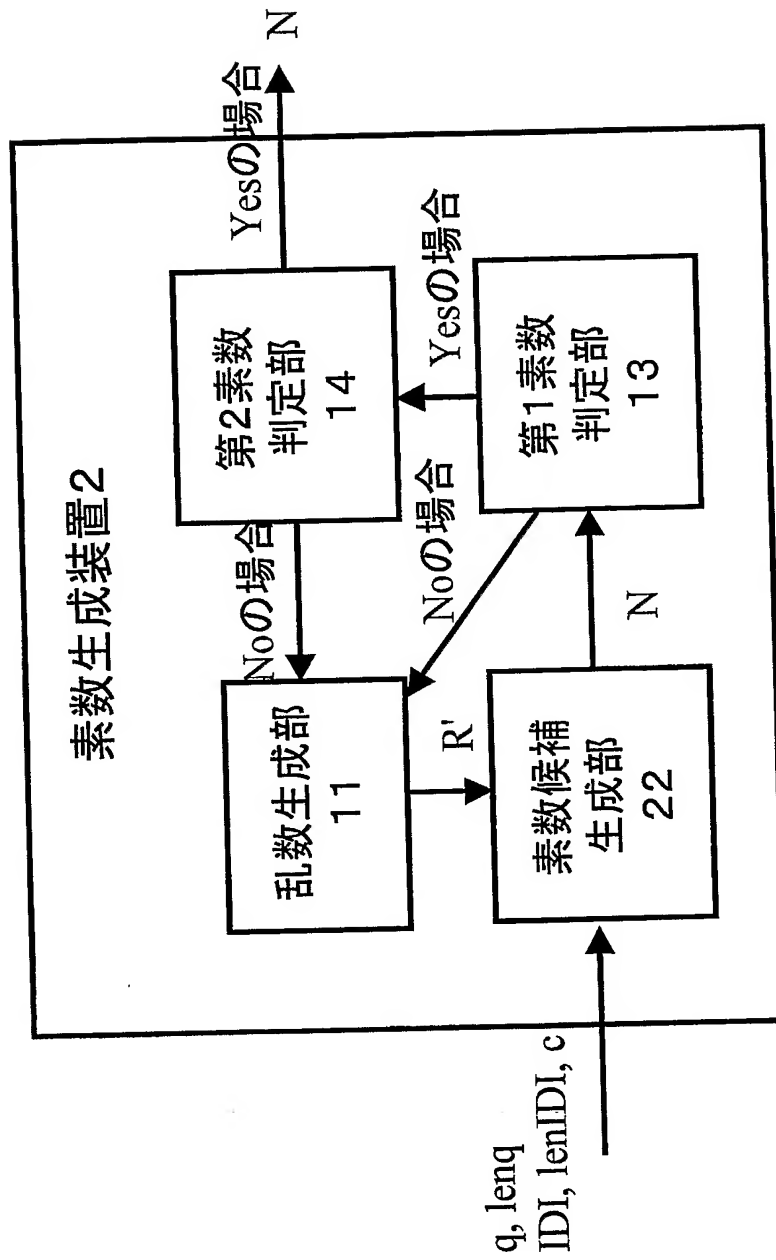 素数生成装置2
乱数生成部
11
第2素数
判定部
14
Noの場合
Yesの場合
N
R'
Noの場合
Yesの場合
素数候補
生成部
22
N
第1素数
判定部
13
q, lenq
IDI, lenIDI, c